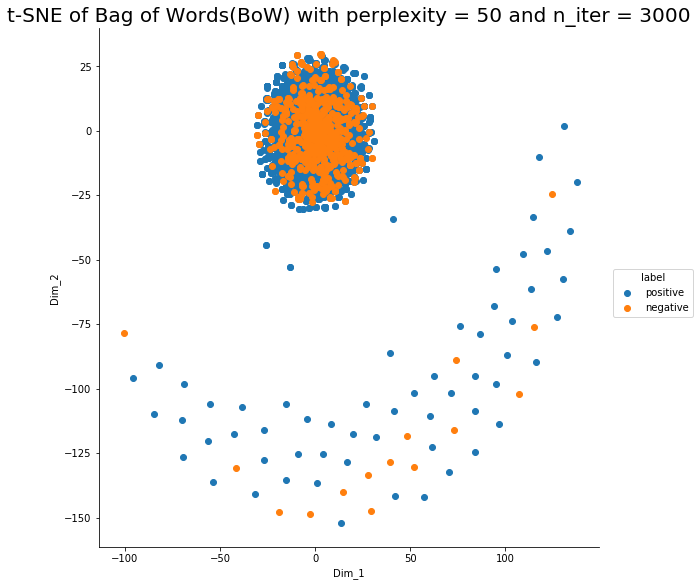 t-SNE of Bag of Words(BoW) with perplexity = 50 and n_iter = 3000
25
0
−25
−50
−75
−100
−125
−150
Dim_2
−100 −50 0 50 100
Dim_1
label
positive
negative